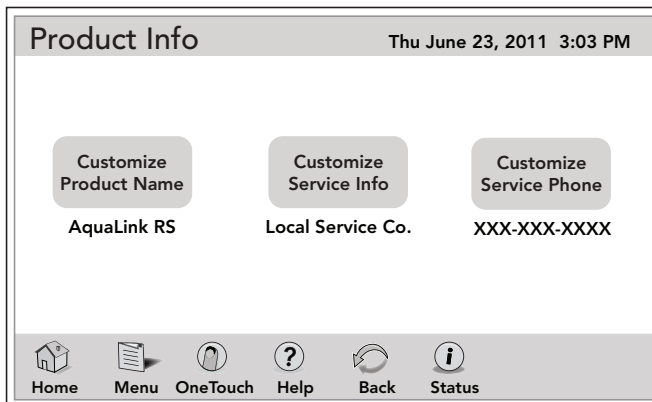 Product Info
Thu June 23, 2011 3:03 PM
Customize
Product Name
Customize
Service Info
Customize
Service Phone
AquaLink RS
Local Service Co.
XXX-XXX-XXXX
?
i
Home
Menu
OneTouch
Help
Back
Status